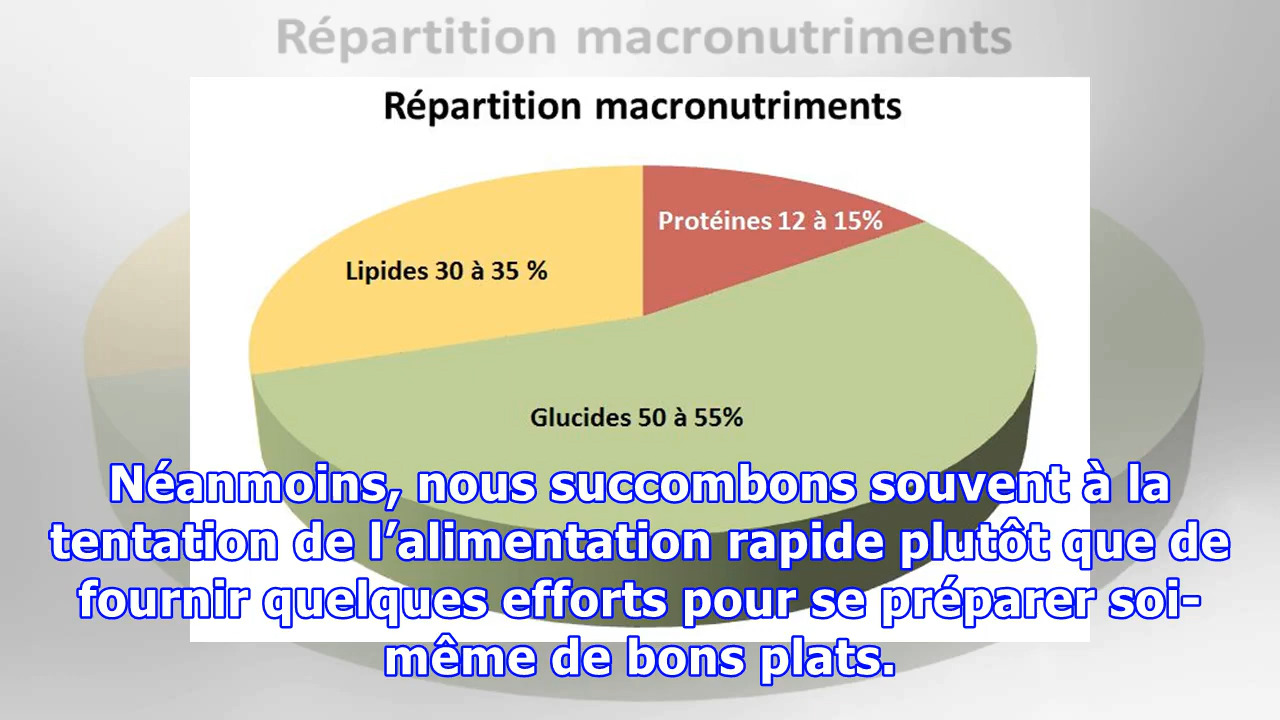 Répartition macronutriments
Répartition macronutriments
Protéines 12 à 15%
Lipides 30 à 35 %
Glucides 50 à 55%
Néanmoins, nous succombons souvent à la
tentation de l’alimentation rapide plutôt que de
fournir quelques efforts pour se préparer soi-
même de bons plats.